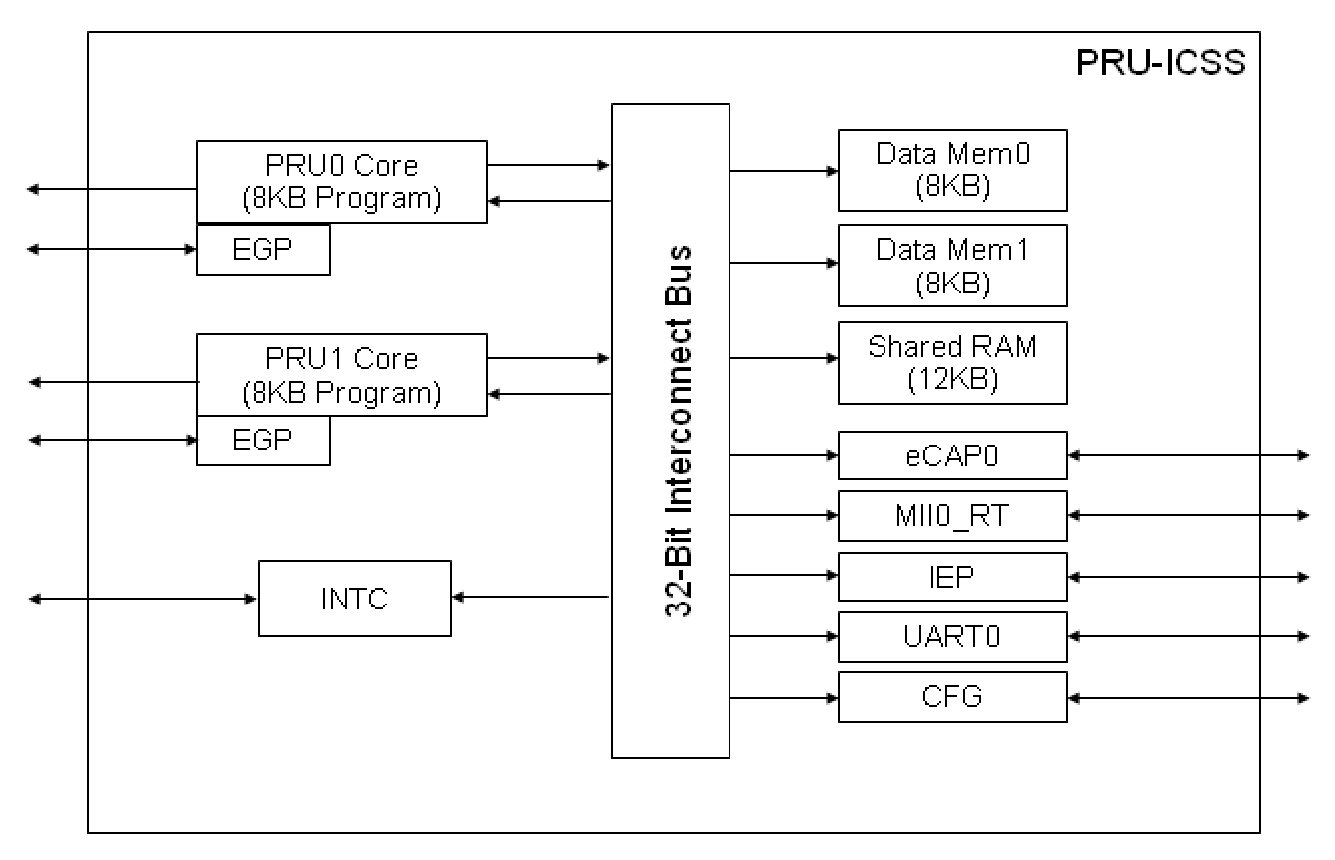 PRU-ICSS
PRU0 Core
(8KB Program)
EGP
PRU1 Core
(8KB Program)
EGP
INTC
32-Bit Interconnect Bus
Data Mem0
(8KB)
Data Mem1
(8KB)
Shared RAM
(12KB)
eCAP0
MII0_RT
IEP
UART0
CFG